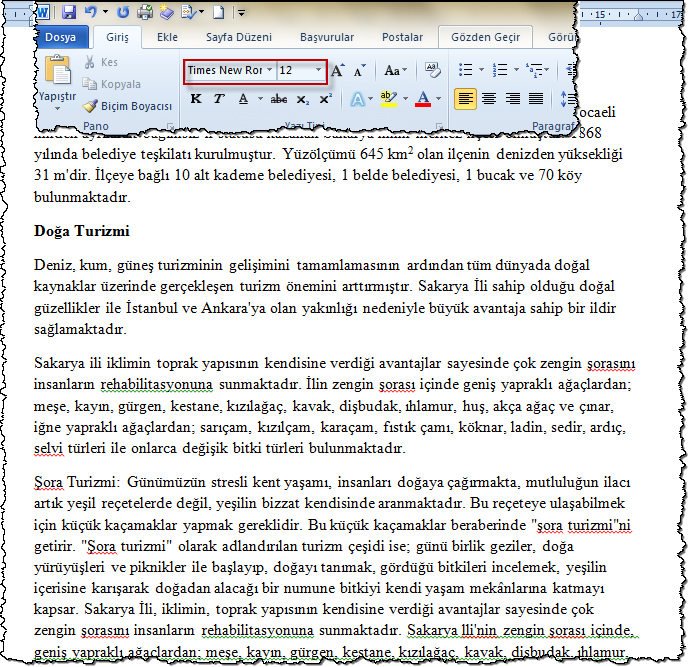 15 · 17
Dosya Giriş Ekle Sayfa Düzeni Başvurular Postalar Gözden Geçir Görü
Yapıştır
Kes
Kopyala
Biçim Boyacısı
Pano
Times New Ror 12
K T A abc x₂ x²
Aa
Yazı Tipi
Paragraf
ocaeli
868
yılında belediye teşkilatı kurulmuştur. Yüzölçümü 645 km² olan ilçenin denizden yüksekliği
31 m'dir. İlçeye bağlı 10 alt kademe belediyesi, 1 belde belediyesi, 1 bucak ve 70 köy
bulunmaktadır.
Doğa Turizmi
Deniz, kum, güneş turizminin gelişimini tamamlamasının ardından tüm dünyada doğal
kaynaklar üzerinde gerçekleşen turizm önemini arttırmıştır. Sakarya İli sahip olduğu doğal
güzellikler ile İstanbul ve Ankara'ya olan yakınlığı nedeniyle büyük avantaja sahip bir ildir
sağlamaktadır.
Sakarya ili iklimin toprak yapısının kendisine verdiği avantajlar sayesinde çok zengin şorasını
insanların rehabilitasyonuna sunmaktadır. İlin zengin şorası içinde geniş yapraklı ağaçlardan;
meşe, kayın, gürgen, kestane, kızılağaç, kavak, dişbudak, ıhlamur, huş, akça ağaç ve çınar,
iğne yapraklı ağaçlardan; sarıçam, kızılçam, karaçam, fıstık çamı, köknar, ladin, sedir, ardıç,
selvi türleri ile onlarca değişik bitki türleri bulunmaktadır.
Şora Turizmi: Günümüzün stresli kent yaşamı, insanları doğaya çağırmakta, mutluluğun ilacı
artık yeşil reçetelerde değil, yeşilin bizzat kendisinde aranmaktadır. Bu reçeteye ulaşabilmek
için küçük kaçamaklar yapmak gereklidir. Bu küçük kaçamaklar beraberinde "şora turizmi"ni
getirir. "Şora turizmi" olarak adlandırılan turizm çeşidi ise; günü birlik geziler, doğa
yürüyüşleri ve piknikler ile başlayıp, doğayı tanımak, gördüğü bitkileri incelemek, yeşilin
içerisine karışarak doğadan alacağı bir numune bitkiyi kendi yaşam mekânlarına katmayı
kapsar. Sakarya İli, iklimin, toprak yapısının kendisine verdiği avantajlar sayesinde çok
zengin şorasını insanların rehabilitasyonuna sunmaktadır. Sakarya Ili'nin zengin şorası içinde,
geniş yapraklı ağaçlardan; meşe, kayın, gürgen, kestane, kızılağaç, kavak, dişbudak, ıhlamur,